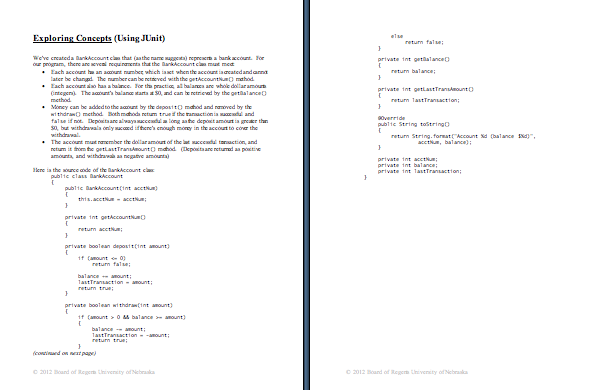 Exploring Concepts (Using JUnit)
We've created a BankAccount class that (as the name suggests) represents a bank account. For
our program, there are several requirements that the BankAccount class must meet:
• Each account has an account number, which is set when the account is created and cannot
later be changed. The number can be retrieved with the getAccountNum() method.
• Each account also has a balance. For this practice, all balances are whole dollar amounts
(integers). The account's balance starts at $0, and can be retrieved by the getBalance()
method.
• Money can be added to the account by the deposit() method and removed by the
withdraw() method. Both methods return true if the transaction is successful and
false if not. Deposits are always successful as long as the deposit amount is greater than
$0, but withdrawals only succeed if there's enough money in the account to cover the
withdrawal.
• The account must remember the dollar amount of the last successful transaction, and
return it from the getLastTransAmount() method. (Deposits are returned as positive
amounts, and withdrawals as negative amounts)
Here is the source code of the BankAccount class:
public class BankAccount
{
public BankAccount(int acctNum)
{
this.acctNum = acctNum;
}
private int getAccountNum()
{
return acctNum;
}
private boolean deposit(int amount)
{
if (amount <= 0)
return false;
balance += amount;
lastTransaction = amount;
return true;
}
private boolean withdraw(int amount)
{
if (amount > 0 && balance >= amount)
{
balance -= amount;
lastTransaction = -amount;
return true;
}
(continued on next page)
© 2012 Board of Regents University of Nebraska
else
return false;
}
private int getBalance()
{
return balance;
}
private int getLastTransAmount()
{
return lastTransaction;
}
@Override
public String toString()
{
return String.format("Account %d (balance $%d)",
acctNum, balance);
}
private int acctNum;
private int balance;
private int lastTransaction;
}
© 2012 Board of Regents University of Nebraska